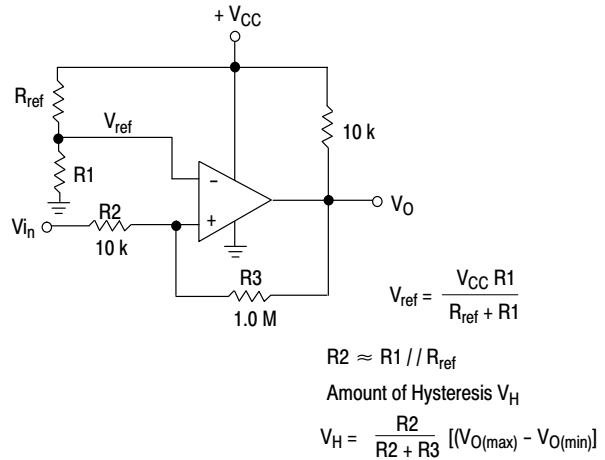 + VCC
Rref
Vref
10 k
R1
R2
Vin
10 k
–
+
VO
R3
1.0 M
Vref = VCC R1 / Rref + R1
R2 ≈ R1 // Rref
Amount of Hysteresis VH
VH = R2 / R2 + R3 [(VO(max) – VO(min)]